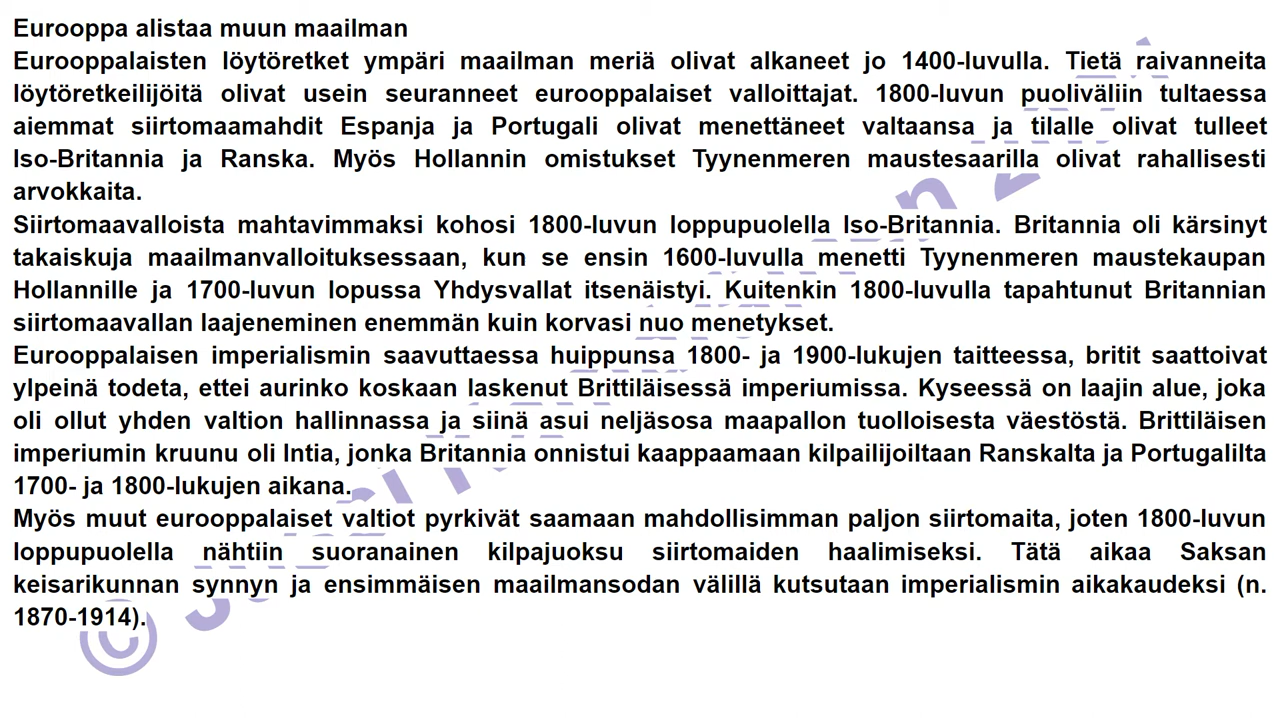 Eurooppa alistaa muun maailman
Eurooppalaisten löytöretket ympäri maailman meriä olivat alkaneet jo 1400-luvulla. Tietä raivanneita
löytöretkeilijöitä olivat usein seuranneet eurooppalaiset valloittajat. 1800-luvun puoliväliin tultaessa
aiemmat siirtomaamahdit Espanja ja Portugali olivat menettäneet valtaansa ja tilalle olivat tulleet
Iso-Britannia ja Ranska. Myös Hollannin omistukset Tyynenmeren maustesaarilla olivat rahallisesti
arvokkaita.
Siirtomaavalloista mahtavimmaksi kohosi 1800-luvun loppupuolella Iso-Britannia. Britannia oli kärsinyt
takaiskuja maailmanvalloituksessaan, kun se ensin 1600-luvulla menetti Tyynenmeren maustekaupan
Hollannille ja 1700-luvun lopussa Yhdysvallat itsenäistyi. Kuitenkin 1800-luvulla tapahtunut Britannian
siirtomaavallan laajeneminen enemmän kuin korvasi nuo menetykset.
Eurooppalaisen imperialismin saavuttaessa huippunsa 1800- ja 1900-lukujen taitteessa, britit saattoivat
ylpeinä todeta, ettei aurinko koskaan laskenut Brittiläisessä imperiumissa. Kyseessä on laajin alue, joka
oli ollut yhden valtion hallinnassa ja siinä asui neljäsosa maapallon tuolloisesta väestöstä. Brittiläisen
imperiumin kruunu oli Intia, jonka Britannia onnistui kaappaamaan kilpailijoiltaan Ranskalta ja Portugalilta
1700- ja 1800-lukujen aikana.
Myös muut eurooppalaiset valtiot pyrkivät saamaan mahdollisimman paljon siirtomaita, joten 1800-luvun
loppupuolella nähtiin suoranainen kilpajuoksu siirtomaiden haalimiseksi. Tätä aikaa Saksan
keisarikunnan synnyn ja ensimmäisen maailmansodan välillä kutsutaan imperialismin aikakaudeksi (n.
1870-1914).